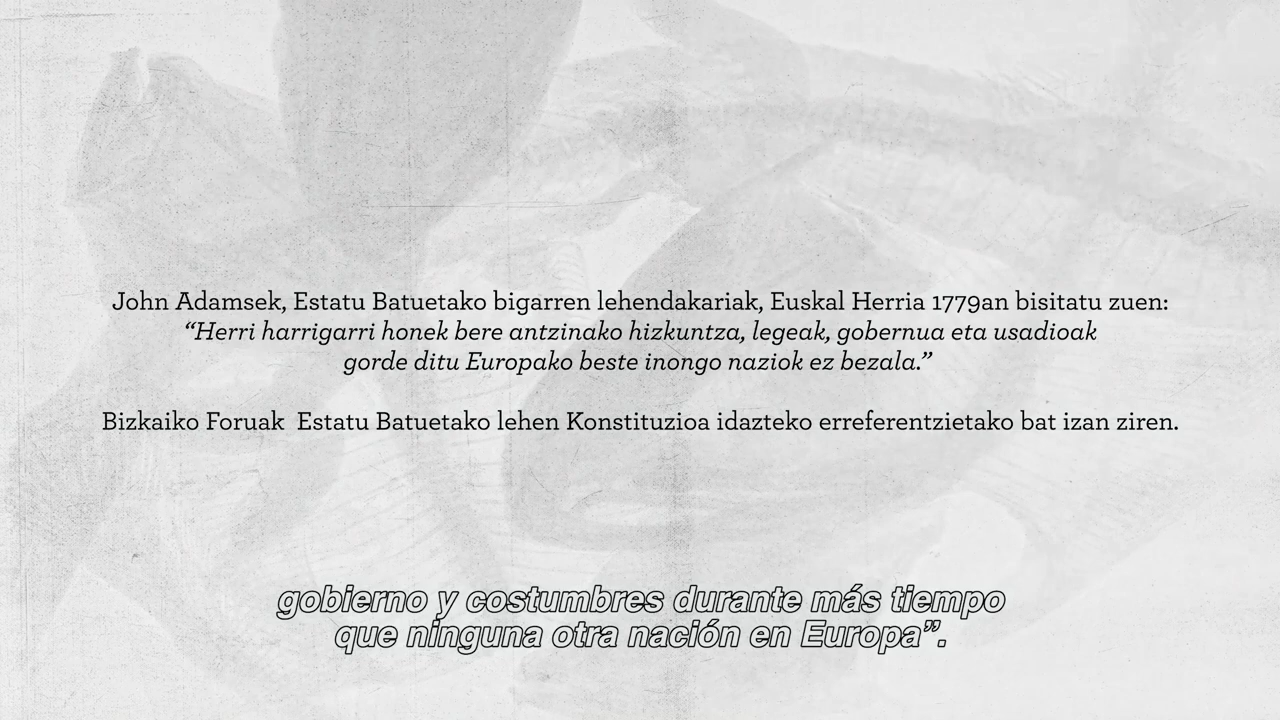 John Adamsek, Estatu Batuetako bigarren lehendakariak, Euskal Herria 1779an bisitatu zuen:
“Herri harrigarri honek bere antzinako hizkuntza, legeak, gobernua eta usadioak
gorde ditu Europako beste inongo naziok ez bezala.”
Bizkaiko Foruak Estatu Batuetako lehen Konstituzioa idazteko erreferentzietako bat izan ziren.
gobierno y costumbres durante más tiempo
que ninguna otra nación en Europa”.